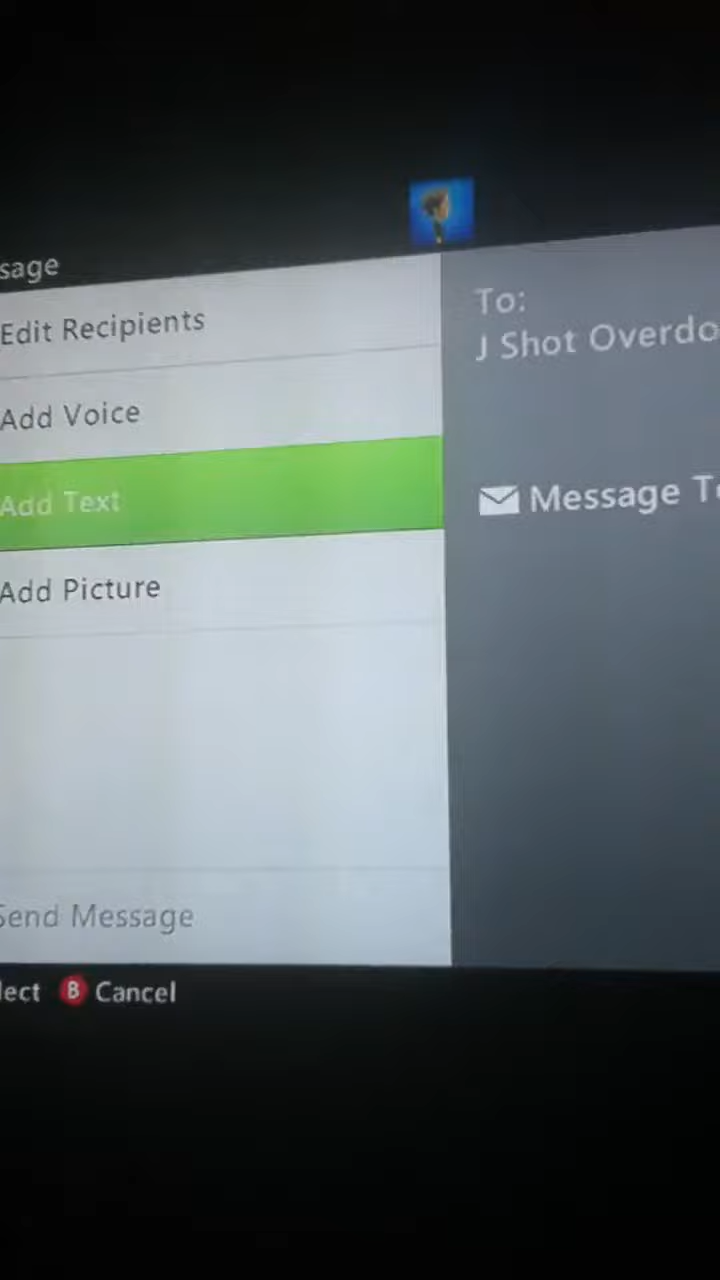 sage
Edit Recipients
Add Voice
Add Text
Add Picture
Send Message
lect B Cancel
To:
J Shot Overdo
Message T